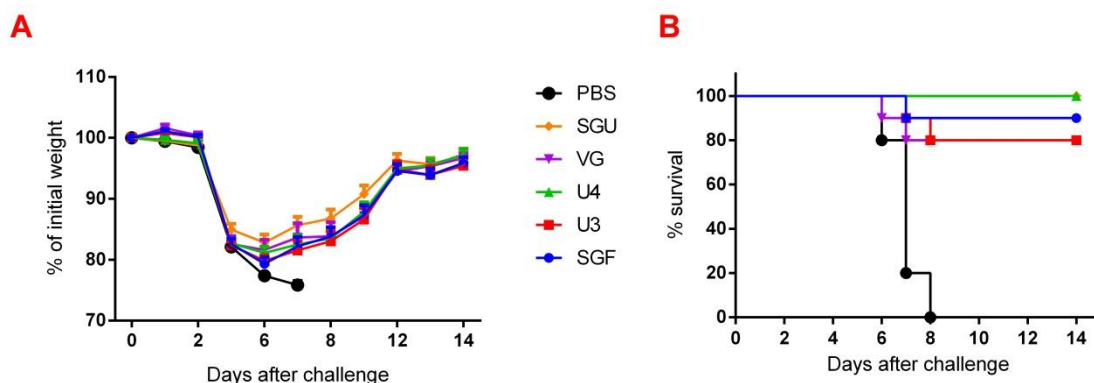 A
110
100
90
80
70
% of initial weight
0 2 6 8 10 12 14
Days after challenge
PBS
SGU
VG
U4
U3
SGF
B
100
80
60
40
20
0
% survival
0 2 4 6 8 10 12 14
Days after challenge